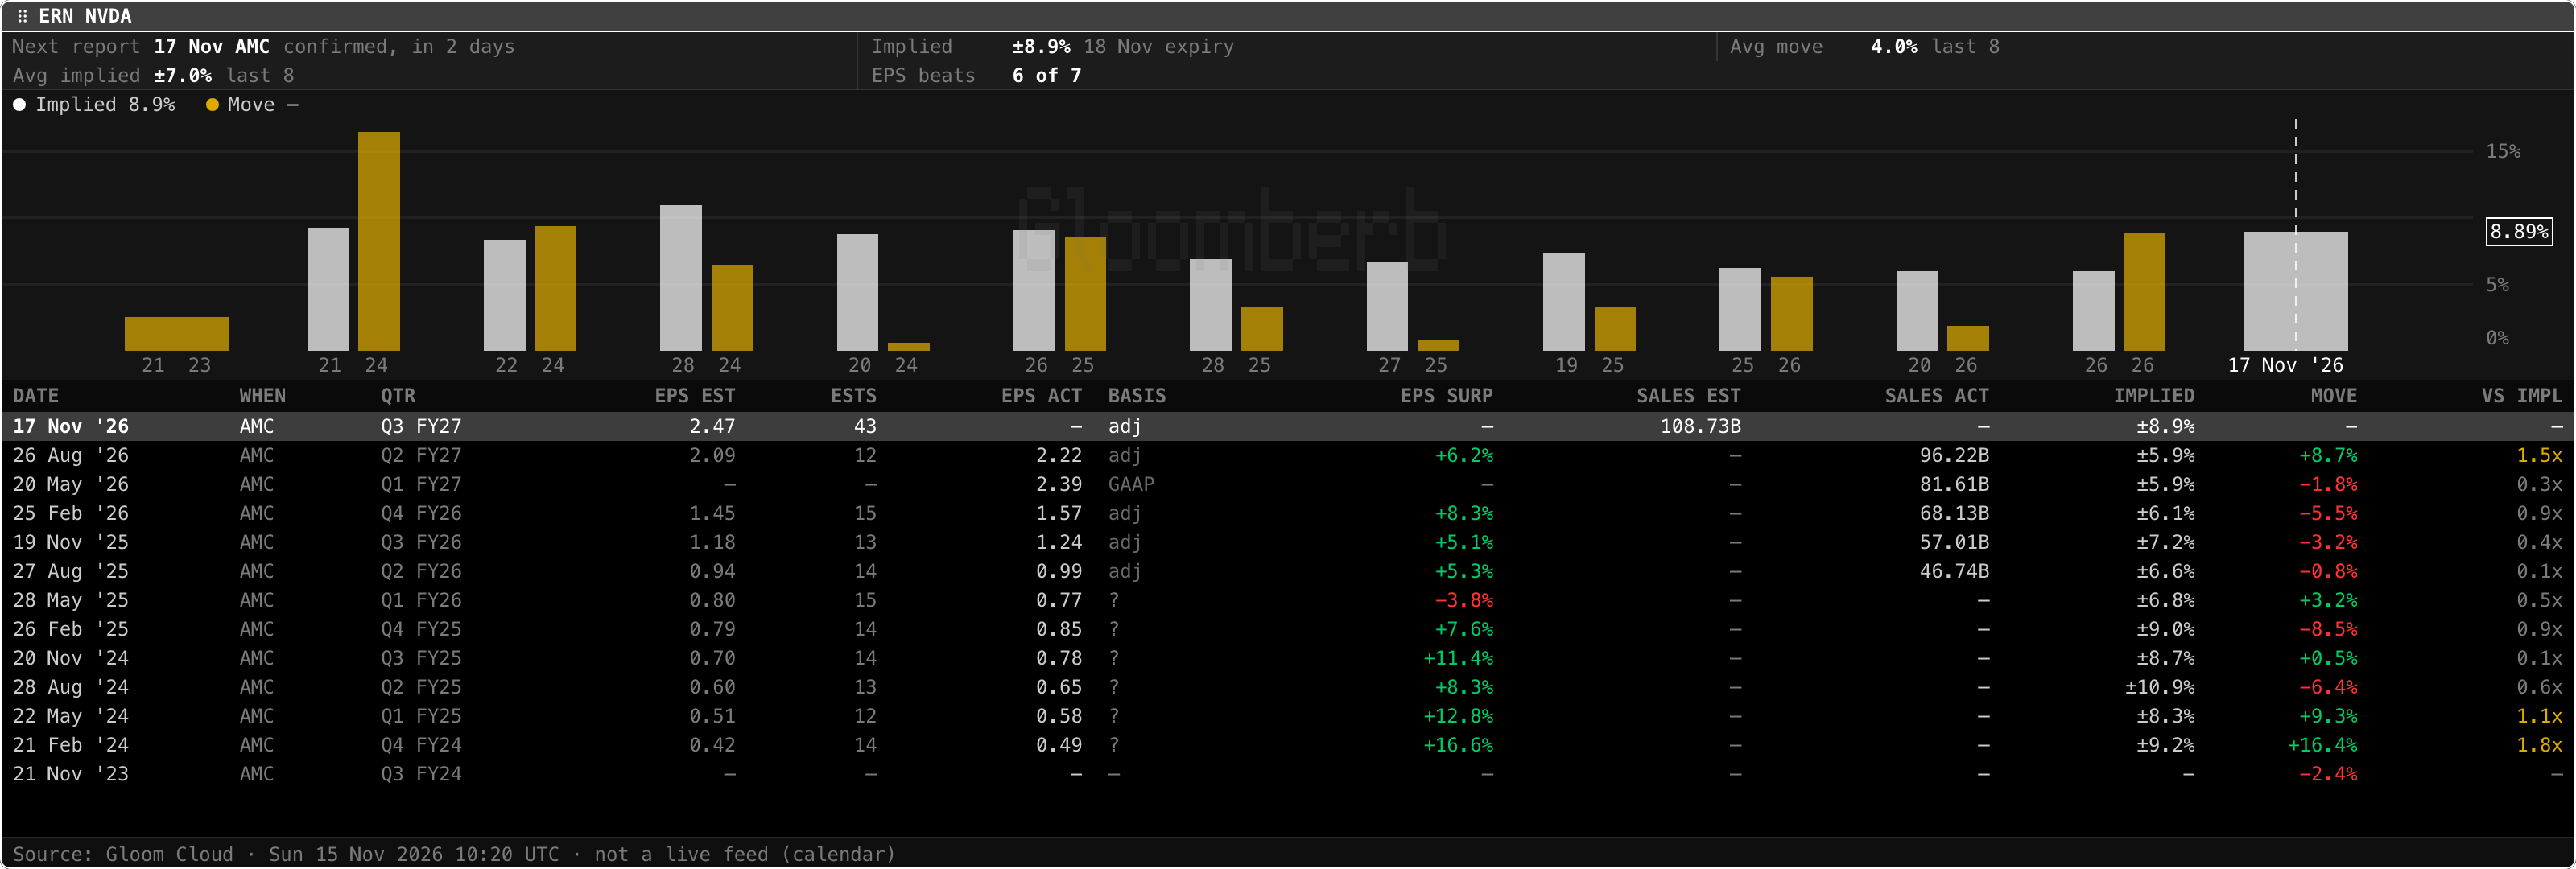 ⠿ ERN NVDA
Next report 17 Nov AMC confirmed, in 2 days Implied ±8.9% 18 Nov expiry Avg move 4.0% last 8
Avg implied ±7.0% last 8 EPS beats 6 of 7
● Implied 8.9% ● Move —
15%
Gloomberb
8.89%
5%
0%
21 23 21 24 22 24 28 24 20 24 26 25 28 25 27 25 19 25 25 26 20 26 26 26 17 Nov '26
DATE WHEN QTR EPS EST ESTS EPS ACT BASIS EPS SURP SALES EST SALES ACT IMPLIED MOVE VS IMPL
17 Nov '26 AMC Q3 FY27 2.47 43 — adj — 108.73B — ±8.9% — —
26 Aug '26 AMC Q2 FY27 2.09 12 2.22 adj +6.2% — 96.22B ±5.9% +8.7% 1.5x
20 May '26 AMC Q1 FY27 — — 2.39 GAAP — — 81.61B ±5.9% −1.8% 0.3x
25 Feb '26 AMC Q4 FY26 1.45 15 1.57 adj +8.3% — 68.13B ±6.1% −5.5% 0.9x
19 Nov '25 AMC Q3 FY26 1.18 13 1.24 adj +5.1% — 57.01B ±7.2% −3.2% 0.4x
27 Aug '25 AMC Q2 FY26 0.94 14 0.99 adj +5.3% — 46.74B ±6.6% −0.8% 0.1x
28 May '25 AMC Q1 FY26 0.80 15 0.77 ? −3.8% — — ±6.8% +3.2% 0.5x
26 Feb '25 AMC Q4 FY25 0.79 14 0.85 ? +7.6% — — ±9.0% −8.5% 0.9x
20 Nov '24 AMC Q3 FY25 0.70 14 0.78 ? +11.4% — — ±8.7% +0.5% 0.1x
28 Aug '24 AMC Q2 FY25 0.60 13 0.65 ? +8.3% — — ±10.9% −6.4% 0.6x
22 May '24 AMC Q1 FY25 0.51 12 0.58 ? +12.8% — — ±8.3% +9.3% 1.1x
21 Feb '24 AMC Q4 FY24 0.42 14 0.49 ? +16.6% — — ±9.2% +16.4% 1.8x
21 Nov '23 AMC Q3 FY24 — — — — — — — — −2.4% —
Source: Gloom Cloud · Sun 15 Nov 2026 10:20 UTC · not a live feed (calendar)